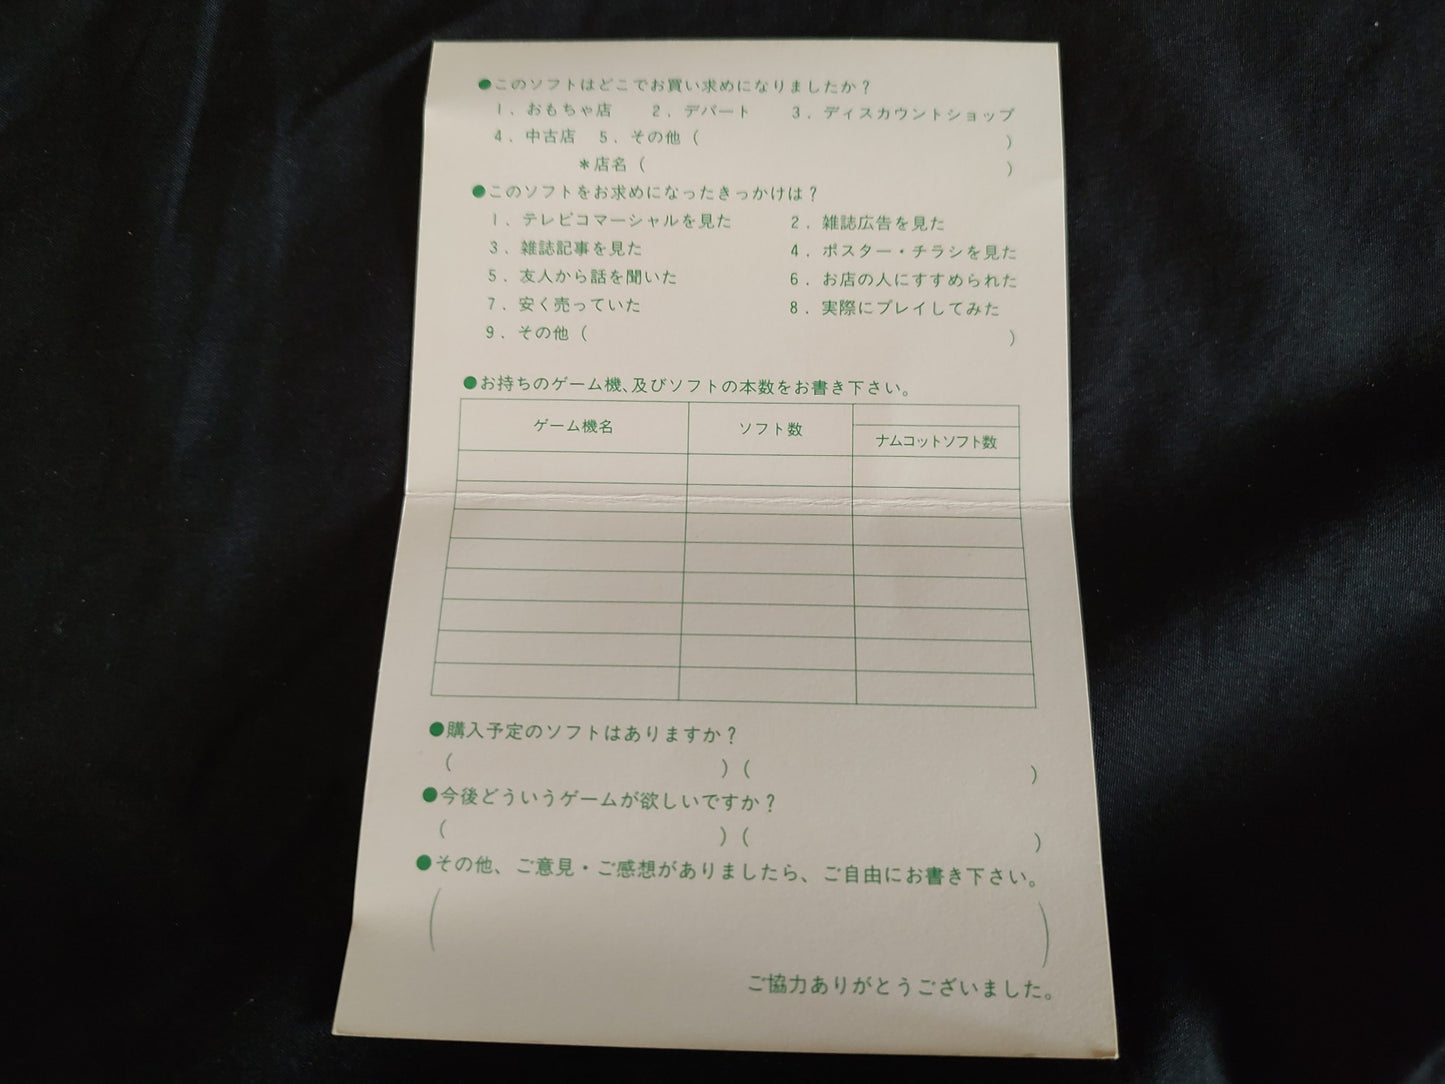 ●このソフトはどこでお買い求めになりましたか？
1．おもちゃ店　2．デパート　3．ディスカウントショップ
4．中古店　5．その他（　　　）
＊店名（　　　）
●このソフトをお求めになったきっかけは？
1．テレビコマーシャルを見た　2．雑誌広告を見た
3．雑誌記事を見た　4．ポスター・チラシを見た
5．友人から話を聞いた　6．お店の人にすすめられた
7．安く売っていた　8．実際にプレイしてみた
9．その他（　　　）
●お持ちのゲーム機、及びソフトの本数をお書き下さい。
ゲーム機名　ソフト数　ナムコットソフト数
●購入予定のソフトはありますか？
（　　　）（　　　）
●今後どういうゲームが欲しいですか？
（　　　）（　　　）
●その他、ご意見・ご感想がありましたら、ご自由にお書き下さい。
（　　　）
ご協力ありがとうございました。